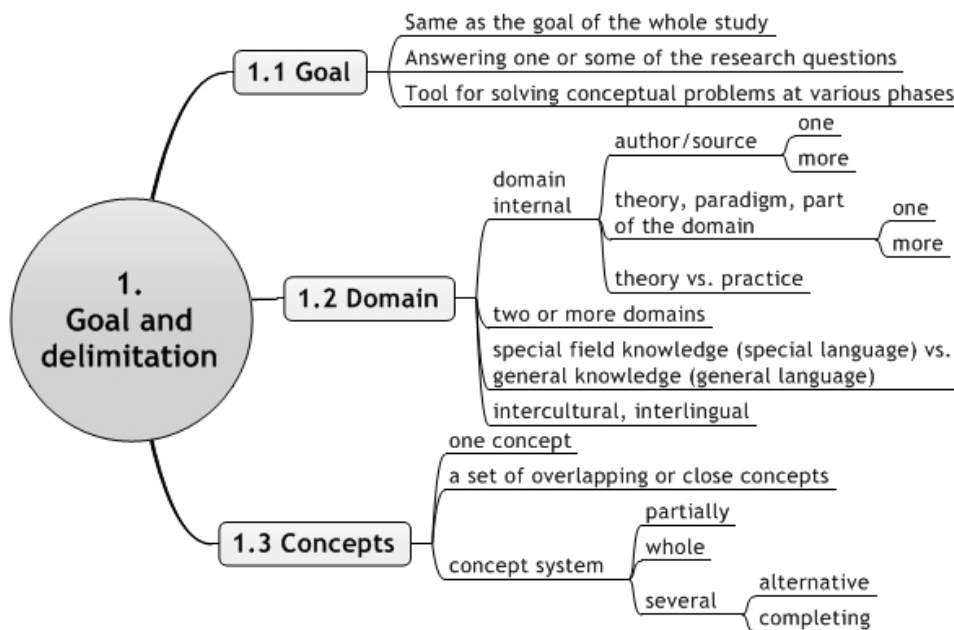 1.
Goal and
delimitation
1.1 Goal
Same as the goal of the whole study
Answering one or some of the research questions
Tool for solving conceptual problems at various phases
1.2 Domain
domain
internal
author/source
one
more
theory, paradigm, part
of the domain
one
more
theory vs. practice
two or more domains
special field knowledge (special language) vs.
general knowledge (general language)
intercultural, interlingual
1.3 Concepts
one concept
a set of overlapping or close concepts
concept system
partially
whole
several
alternative
completing